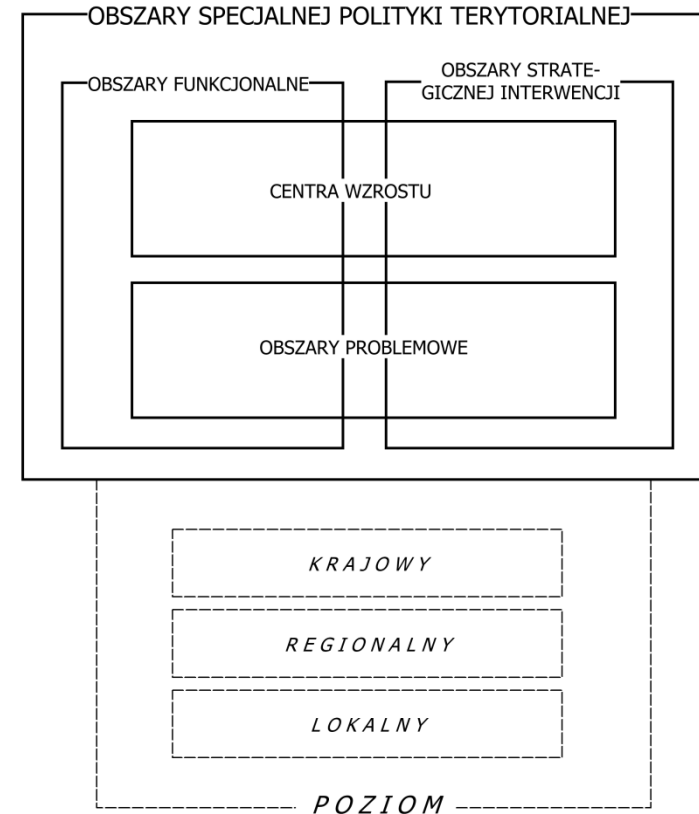 OBSZARY SPECJALNEJ POLITYKI TERYTORIALNEJ
OBSZARY FUNKCJONALNE
OBSZARY STRATE-
GICZNEJ INTERWENCJI
CENTRA WZROSTU
OBSZARY PROBLEMOWE
KRAJOWY
REGIONALNY
LOKALNY
POZIOM